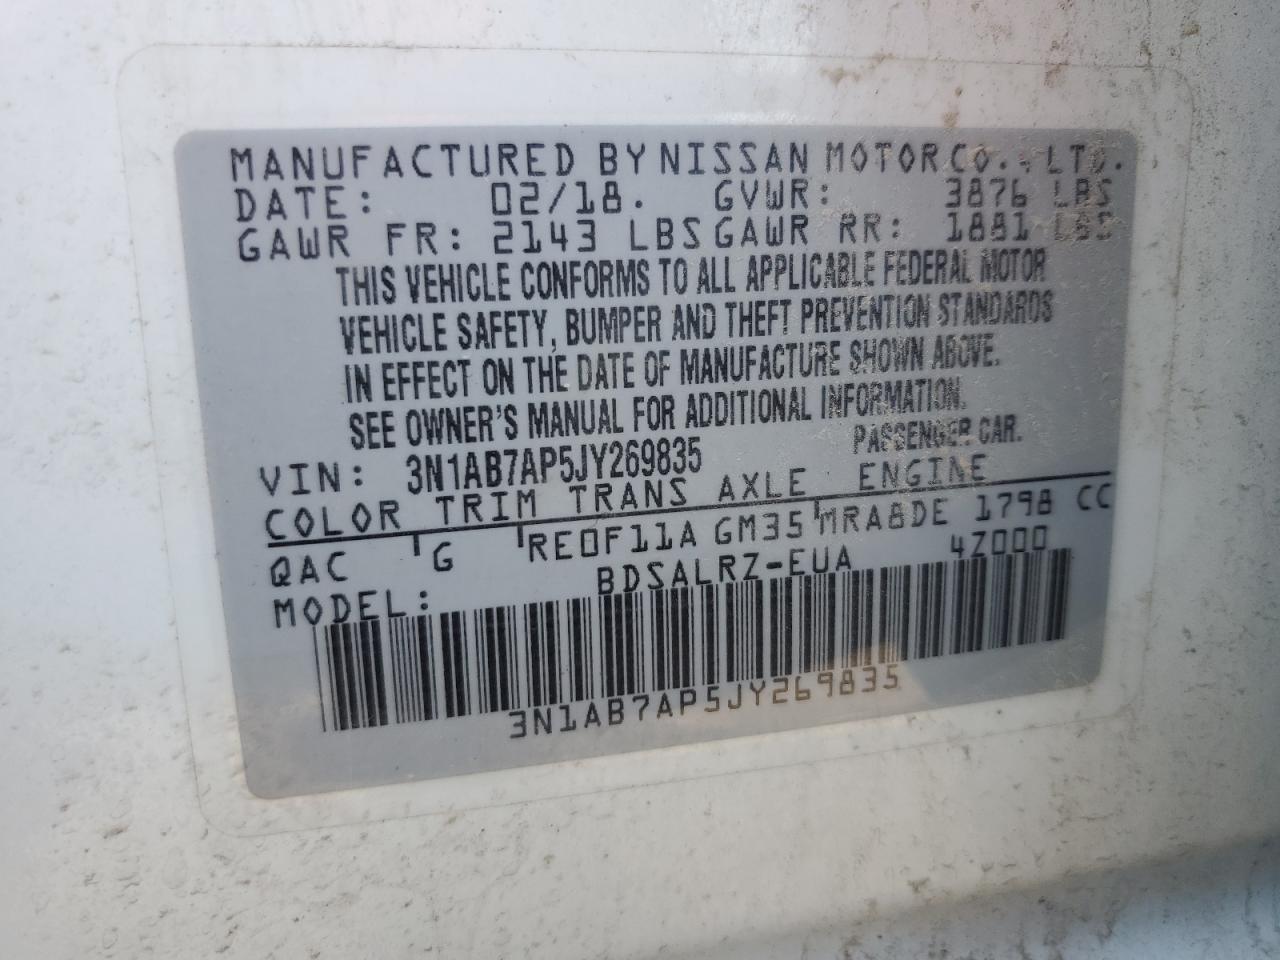 MANUFACTURED BY NISSAN MOTOR CO., LTD.
DATE: 02/18. GVWR: 3876 LBS
GAWR FR: 2143 LBS GAWR RR: 1881 LBS
THIS VEHICLE CONFORMS TO ALL APPLICABLE FEDERAL MOTOR
VEHICLE SAFETY, BUMPER AND THEFT PREVENTION STANDARDS
IN EFFECT ON THE DATE OF MANUFACTURE SHOWN ABOVE.
SEE OWNER'S MANUAL FOR ADDITIONAL INFORMATION.
VIN: 3N1AB7AP5JY269835 PASSENGER CAR.
COLOR TRIM TRANS AXLE ENGINE
QAC G RE0F11A GM35 MRA8DE 1798 CC
MODEL: BDSALRZ-EUA 4Z000
3N1AB7AP5JY269835